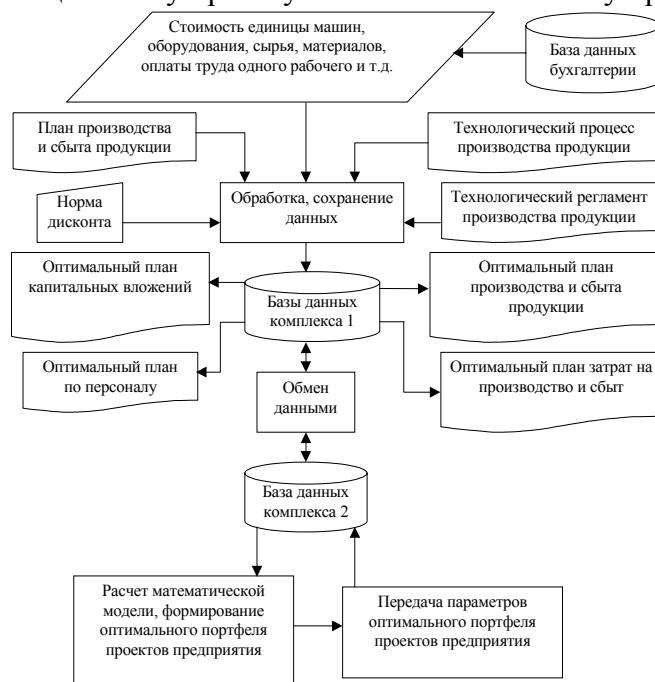 Стоимость единицы машин,
оборудования, сырья, материалов,
оплаты труда одного рабочего и т.д.
База данных
бухгалтерии
План производства
и сбыта продукции
Технологический процесс
производства продукции
Норма
дисконта
Обработка, сохранение
данных
Технологический регламент
производства продукции
Оптимальный план
капитальных вложений
Базы данных
комплекса 1
Оптимальный план
производства и сбыта
продукции
Оптимальный план
по персоналу
Обмен
данными
Оптимальный план затрат на
производство и сбыт
База данных
комплекса 2
Расчет математической
модели, формирование
оптимального портфеля
проектов предприятия
Передача параметров
оптимального портфеля
проектов предприятия